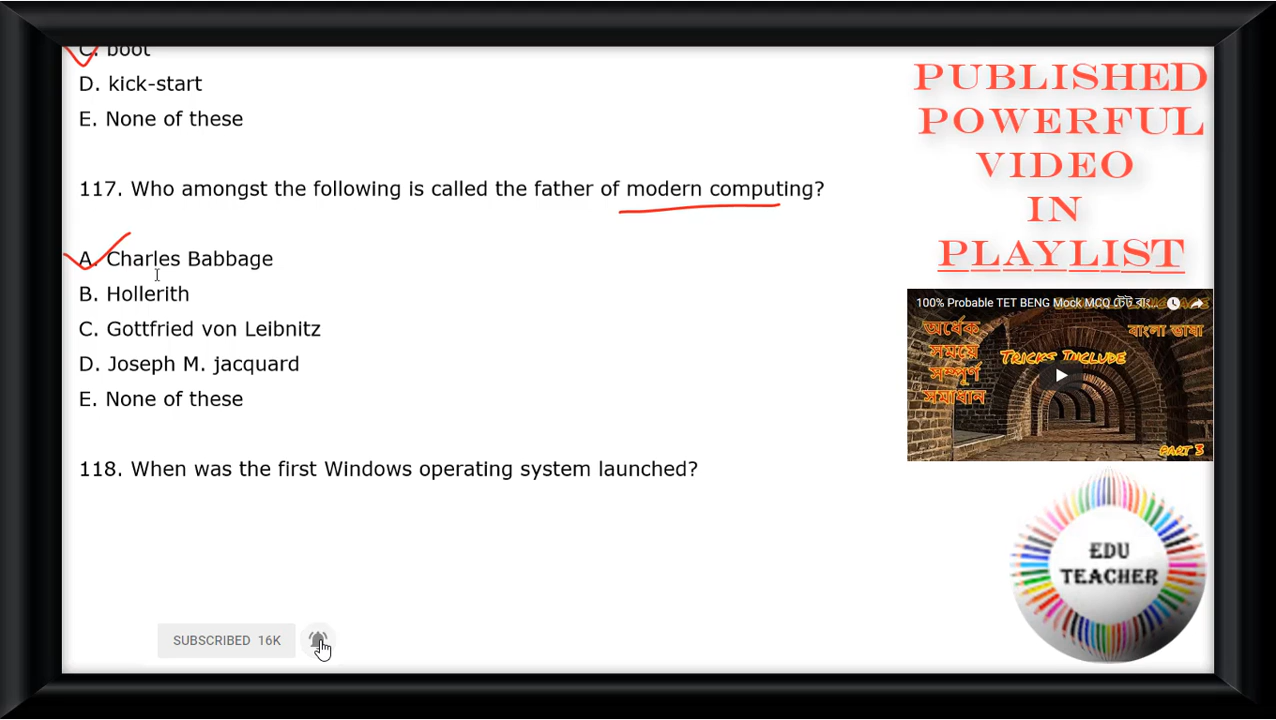 C. boot
D. kick-start
E. None of these
117. Who amongst the following is called the father of modern computing?
A. Charles Babbage
B. Hollerith
C. Gottfried von Leibnitz
D. Joseph M. jacquard
E. None of these
118. When was the first Windows operating system launched?
SUBSCRIBED 16K
PUBLISHED
POWERFUL
VIDEO
IN
PLAYLIST
100% Probable TET BENG Mock MCQ টেট বাং...
অর্ধেক
সময়ে
সম্পূর্ণ
সমাধান
Tricks Include
বাংলা ভাষা
PART 3
EDU
TEACHER